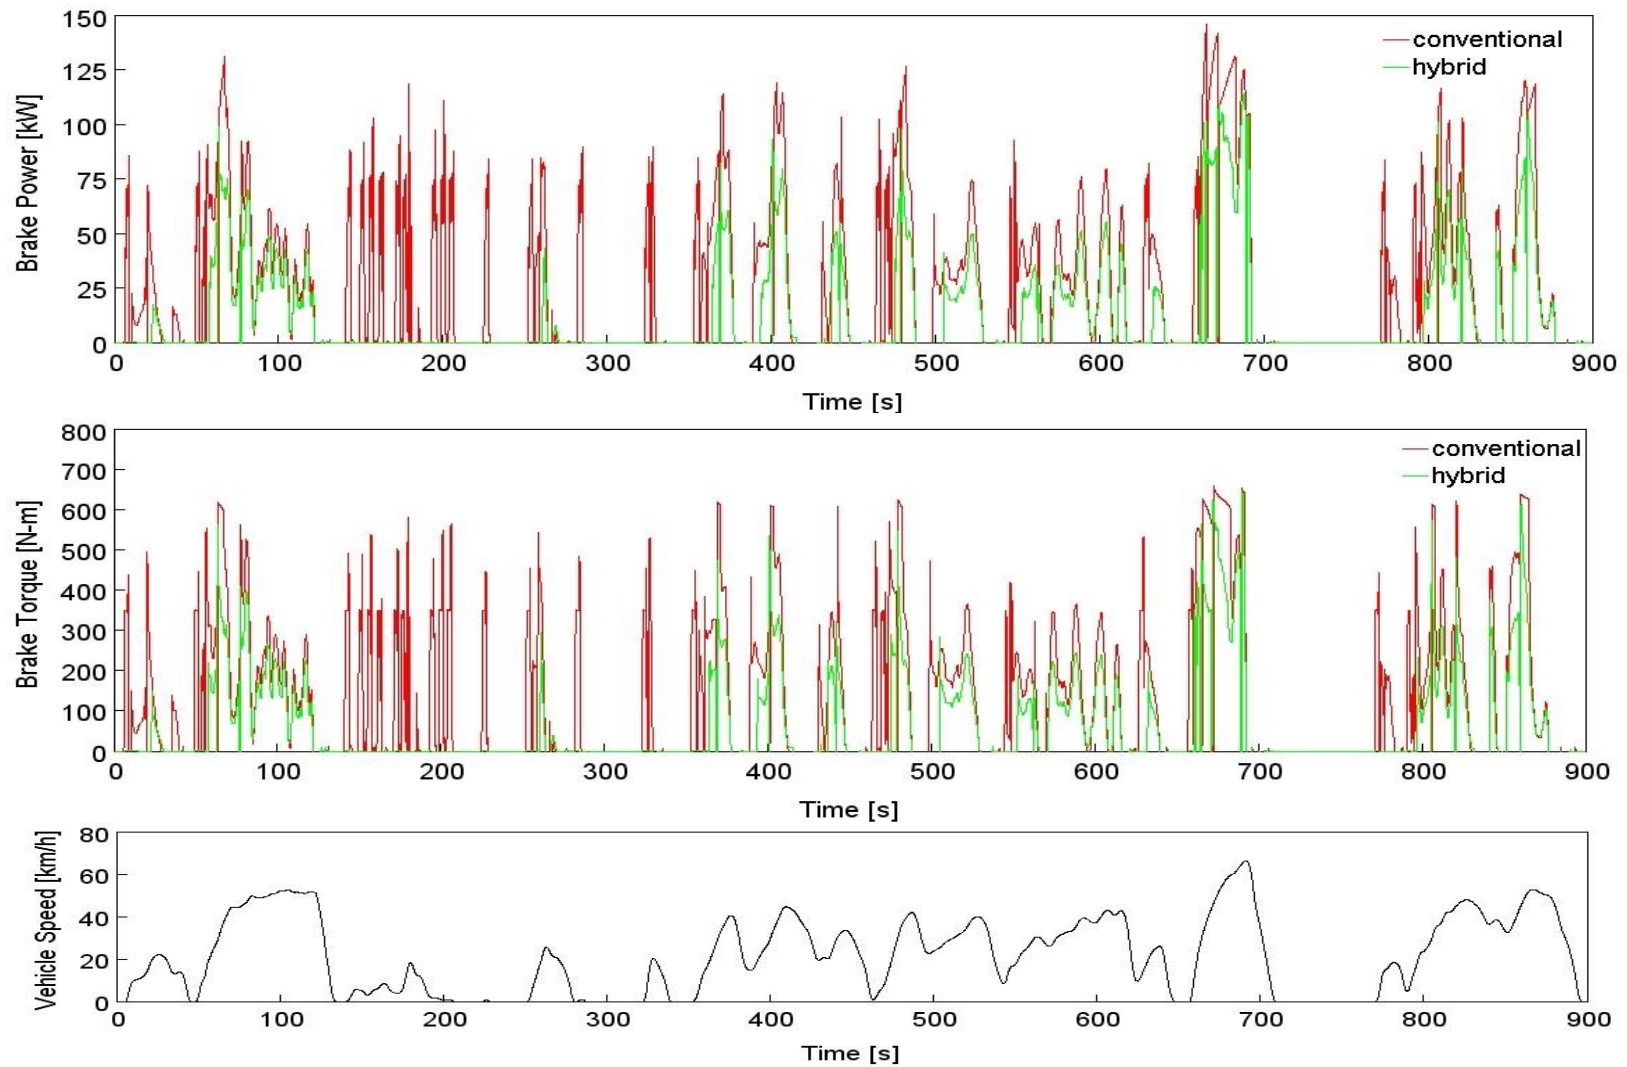 150
125
100
75
50
25
0
Brake Power [kW]
conventional
hybrid
0 100 200 300 400 500 600 700 800 900
Time [s]
800
700
600
500
400
300
200
100
0
Brake Torque [N-m]
conventional
hybrid
0 100 200 300 400 500 600 700 800 900
Time [s]
80
60
40
20
0
Vehicle Speed [km/h]
0 100 200 300 400 500 600 700 800 900
Time [s]